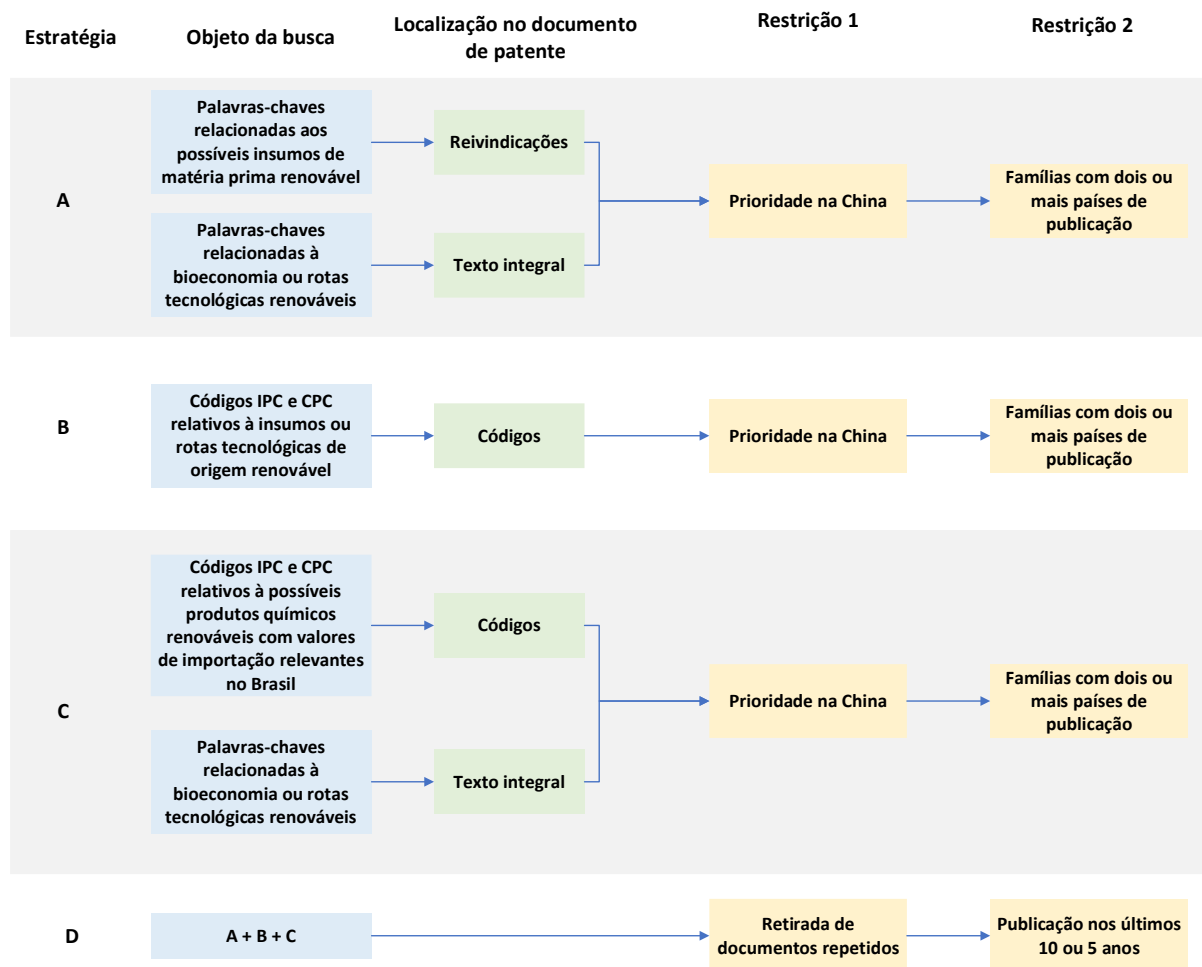 Estratégia
Objeto da busca
Localização no documento
de patente
Restrição 1
Restrição 2
A
Palavras-chaves
relacionadas aos
possíveis insumos de
matéria prima renovável
Reivindicações
Palavras-chaves
relacionadas à
bioeconomia ou rotas
tecnológicas renováveis
Texto integral
Prioridade na China
Famílias com dois ou
mais países de
publicação
B
Códigos IPC e CPC
relativos à insumos ou
rotas tecnológicas de
origem renovável
Códigos
Prioridade na China
Famílias com dois ou
mais países de
publicação
C
Códigos IPC e CPC
relativos à possíveis
produtos químicos
renováveis com valores
de importação relevantes
no Brasil
Códigos
Palavras-chaves
relacionadas à
bioeconomia ou rotas
tecnológicas renováveis
Texto integral
Prioridade na China
Famílias com dois ou
mais países de
publicação
D
A + B + C
Retirada de
documentos repetidos
Publicação nos últimos
10 ou 5 anos